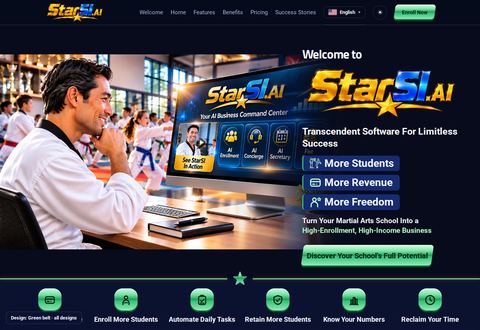 StarSI.AI
Welcome
Home
Features
Benefits
Pricing
Success Stories
English
Enroll Now
Welcome to
StarSI.AI
Transcendent Software For Limitless
Success
More Students
More Revenue
More Freedom
Turn Your Martial Arts School Into a
High-Enrollment, High-Income Business
Discover Your School's Full Potential
StarSI.AI
Your AI Business Command Center
See StarSI
In Action
AI
Enrollment
AI
Concierge
AI
Secretary
Design: Green belt - all designs
Enroll More Students
Automate Daily Tasks
Retain More Students
Know Your Numbers
Reclaim Your Time